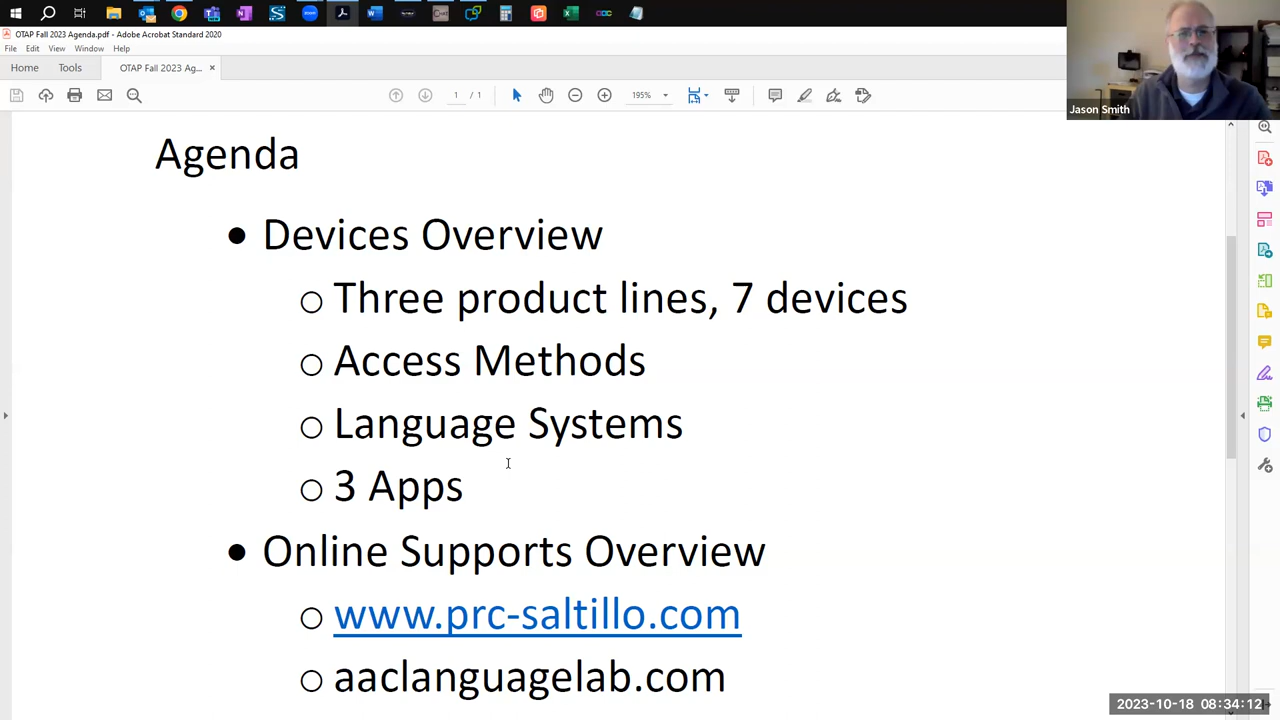 OTAP Fall 2023 Agenda.pdf - Adobe Acrobat Standard 2020
File Edit View Window Help
Home Tools OTAP Fall 2023 Ag... ×
1 / 1 195%
Jason Smith
Agenda
• Devices Overview
○ Three product lines, 7 devices
○ Access Methods
○ Language Systems
○ 3 Apps
• Online Supports Overview
○ www.prc-saltillo.com
○ aaclanguagelab.com
2023-10-18 08:34:12